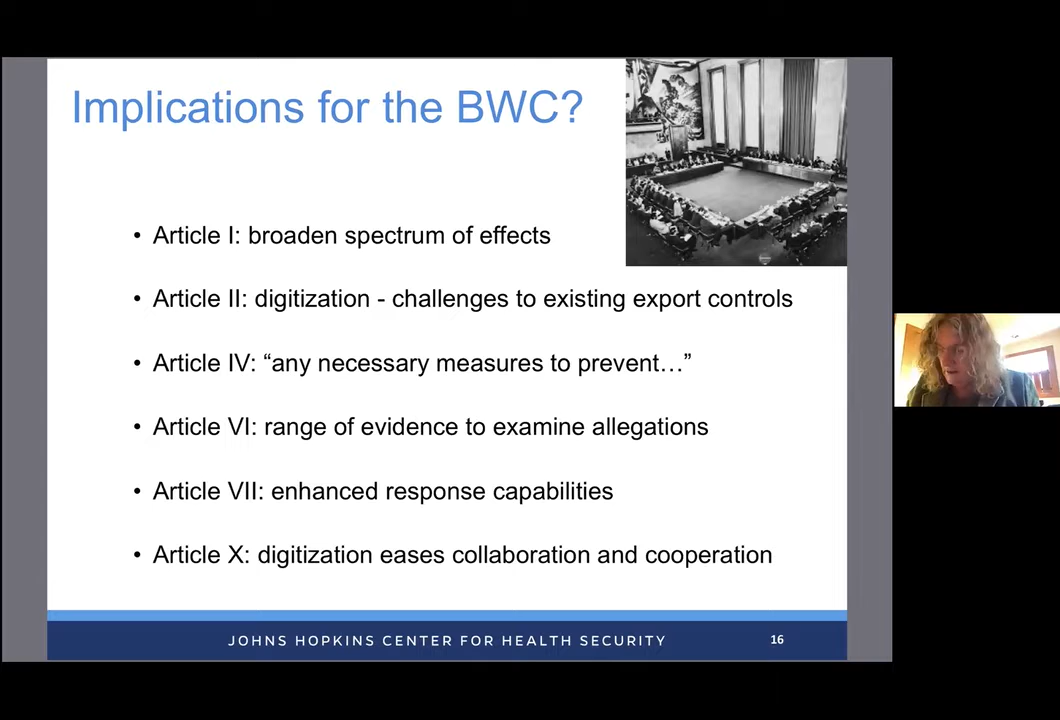 Implications for the BWC?
• Article I: broaden spectrum of effects
• Article II: digitization - challenges to existing export controls
• Article IV: “any necessary measures to prevent…”
• Article VI: range of evidence to examine allegations
• Article VII: enhanced response capabilities
• Article X: digitization eases collaboration and cooperation
JOHNS HOPKINS CENTER FOR HEALTH SECURITY
16